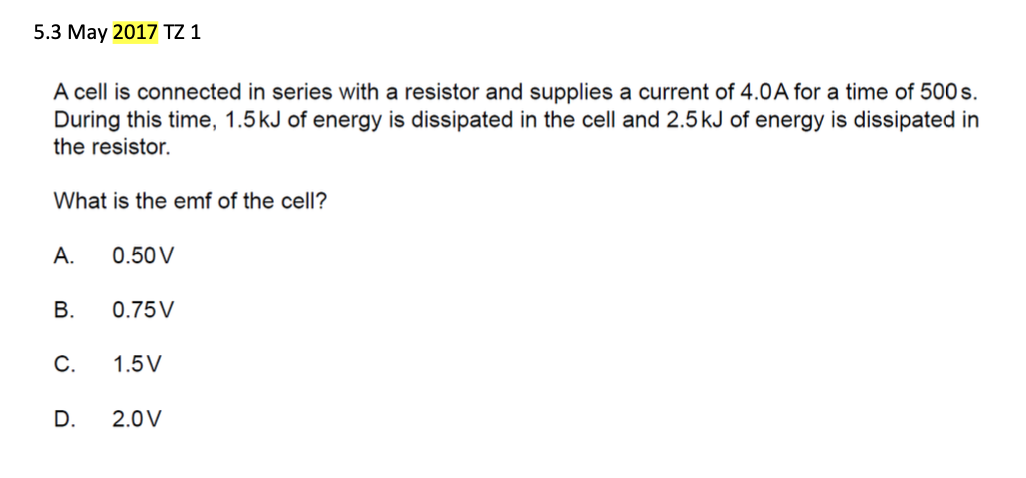 5.3 May 2017 TZ 1
A cell is connected in series with a resistor and supplies a current of 4.0A for a time of 500s.
During this time, 1.5kJ of energy is dissipated in the cell and 2.5kJ of energy is dissipated in
the resistor.
What is the emf of the cell?
A. 0.50V
B. 0.75V
C. 1.5V
D. 2.0V